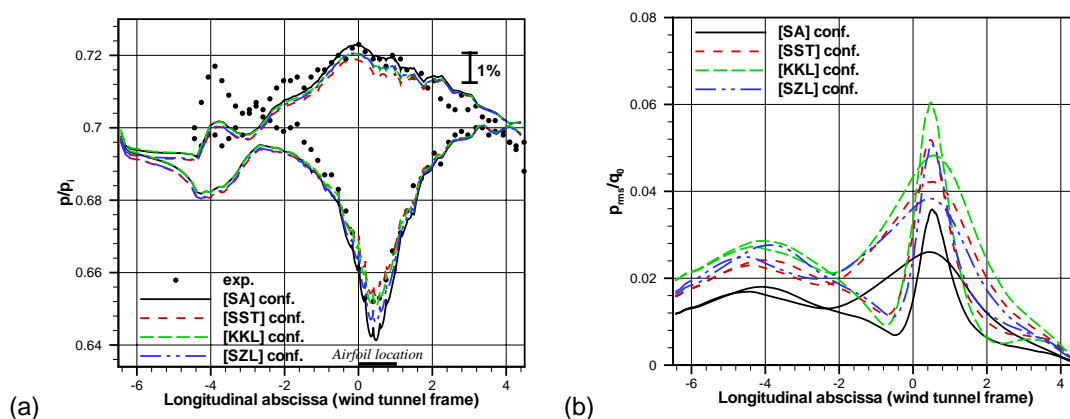 0.72
0.7
0.68
0.66
0.64
p/pi
1%
exp.
[SA] conf.
[SST] conf.
[KKL] conf.
[SZL] conf.
Airfoil location
-6 -4 -2 0 2 4
Longitudinal abscissa (wind tunnel frame)
(a)
0.08
0.06
0.04
0.02
0
prms/q0
[SA] conf.
[SST] conf.
[KKL] conf.
[SZL] conf.
-6 -4 -2 0 2 4
Longitudinal abscissa (wind tunnel frame)
(b)